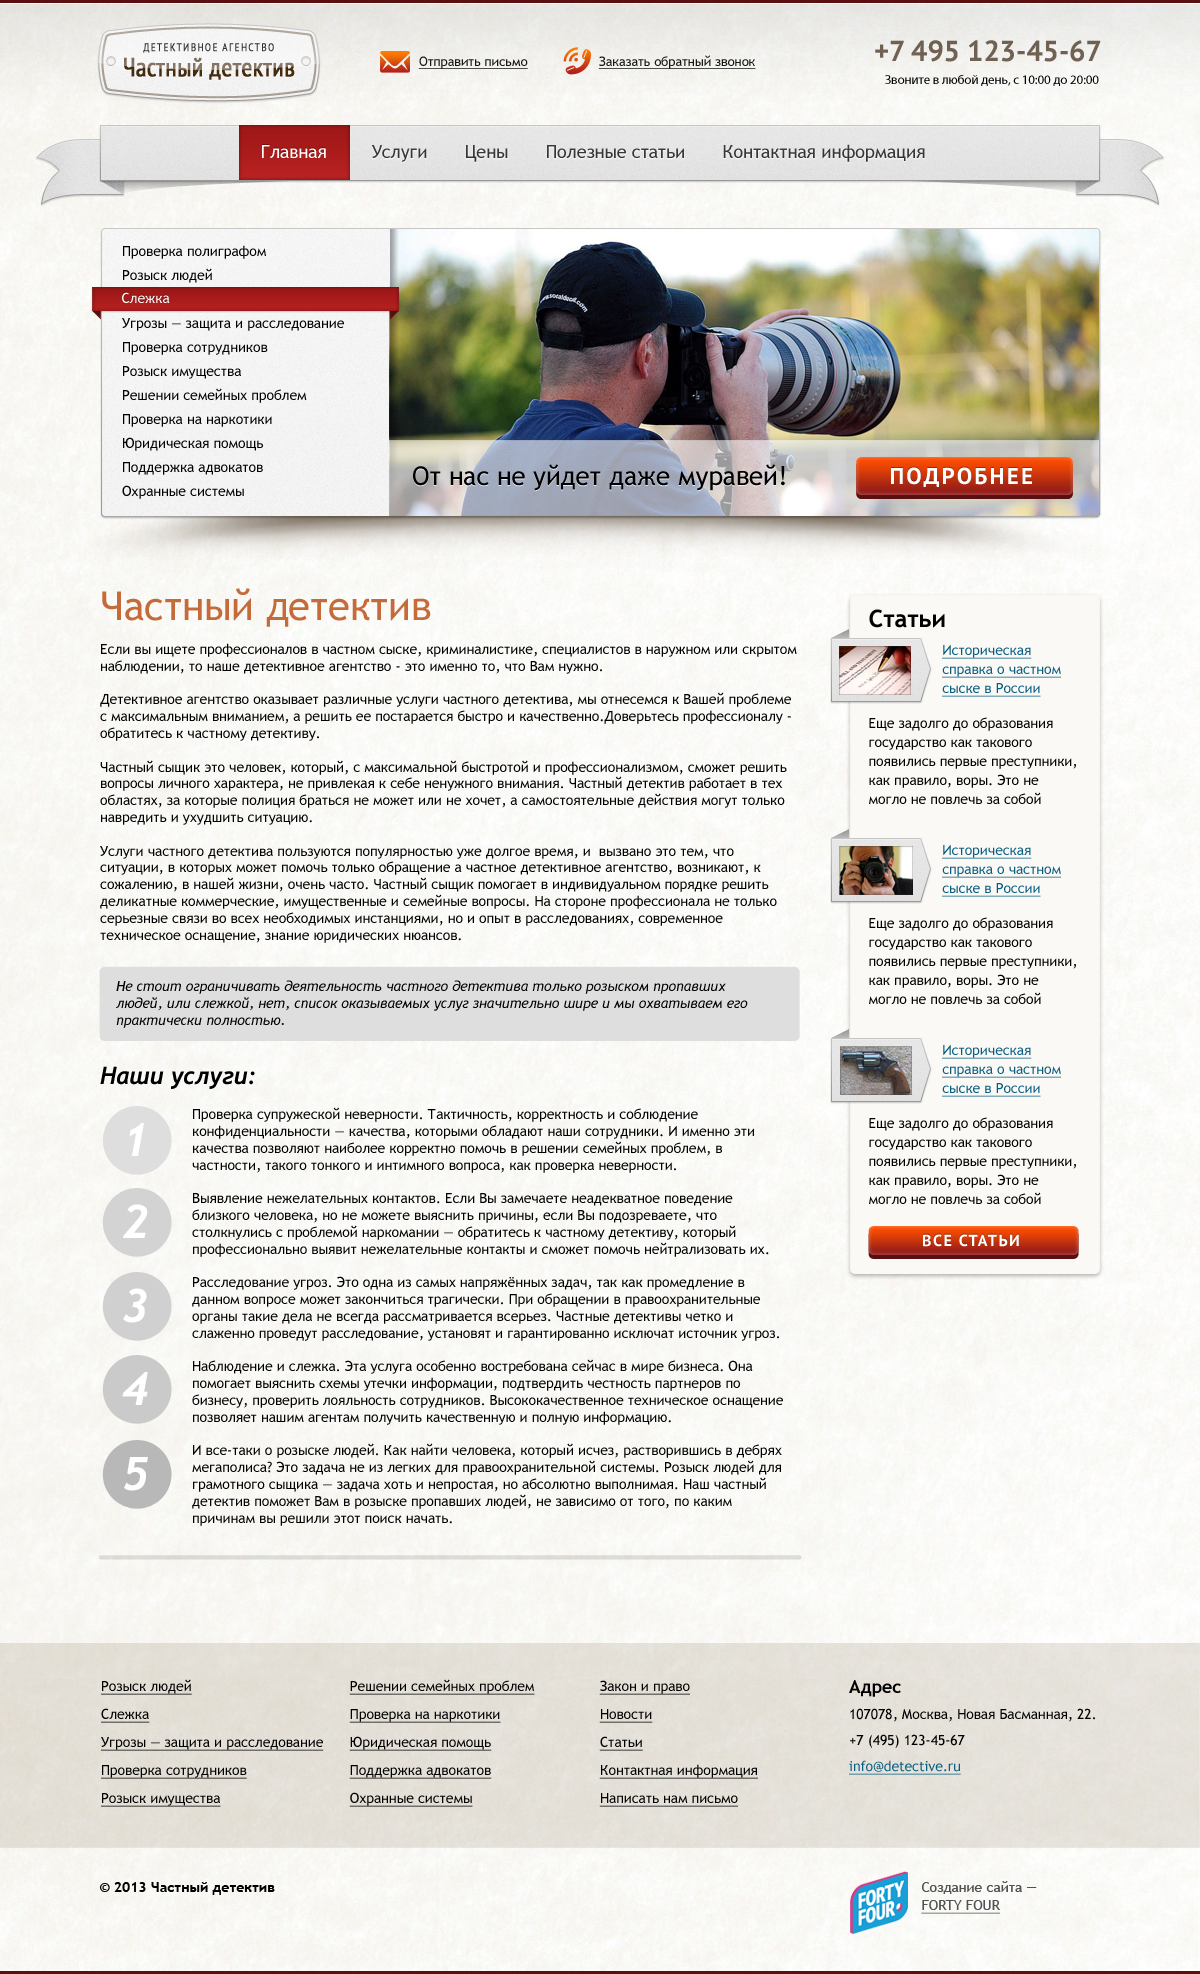 ДЕТЕКТИВНОЕ АГЕНСТВО
Частный детектив
Отправить письмо
Заказать обратный звонок
+7 495 123-45-67
Звоните в любой день, с 10:00 до 20:00
Главная
Услуги
Цены
Полезные статьи
Контактная информация
Проверка полиграфом
Розыск людей
Слежка
Угрозы — защита и расследование
Проверка сотрудников
Розыск имущества
Решении семейных проблем
Проверка на наркотики
Юридическая помощь
Поддержка адвокатов
Охранные системы
От нас не уйдет даже муравей!
ПОДРОБНЕЕ
Частный детектив
Если вы ищете профессионалов в частном сыске, криминалистике, специалистов в наружном или скрытом
наблюдении, то наше детективное агентство - это именно то, что Вам нужно.
Детективное агентство оказывает различные услуги частного детектива, мы отнесемся к Вашей проблеме
с максимальным вниманием, а решить ее постарается быстро и качественно.Доверьтесь профессионалу -
обратитесь к частному детективу.
Частный сыщик это человек, который, с максимальной быстротой и профессионализмом, сможет решить
вопросы личного характера, не привлекая к себе ненужного внимания. Частный детектив работает в тех
областях, за которые полиция браться не может или не хочет, а самостоятельные действия могут только
навредить и ухудшить ситуацию.
Услуги частного детектива пользуются популярностью уже долгое время, и  вызвано это тем, что
ситуации, в которых может помочь только обращение а частное детективное агентство, возникают, к
сожалению, в нашей жизни, очень часто. Частный сыщик помогает в индивидуальном порядке решить
деликатные коммерческие, имущественные и семейные вопросы. На стороне профессионала не только
серьезные связи во всех необходимых инстанциями, но и опыт в расследованиях, современное
техническое оснащение, знание юридических нюансов.
Не стоит ограничивать деятельность частного детектива только розыском пропавших
людей, или слежкой, нет, список оказываемых услуг значительно шире и мы охватываем его
практически полностью.
Наши услуги:
1
Проверка супружеской неверности. Тактичность, корректность и соблюдение
конфиденциальности — качества, которыми обладают наши сотрудники. И именно эти
качества позволяют наиболее корректно помочь в решении семейных проблем, в
частности, такого тонкого и интимного вопроса, как проверка неверности.
2
Выявление нежелательных контактов. Если Вы замечаете неадекватное поведение
близкого человека, но не можете выяснить причины, если Вы подозреваете, что
столкнулись с проблемой наркомании — обратитесь к частному детективу, который
профессионально выявит нежелательные контакты и сможет помочь нейтрализовать их.
3
Расследование угроз. Это одна из самых напряжённых задач, так как промедление в
данном вопросе может закончиться трагически. При обращении в правоохранительные
органы такие дела не всегда рассматривается всерьез. Частные детективы четко и
слаженно проведут расследование, установят и гарантированно исключат источник угроз.
4
Наблюдение и слежка. Эта услуга особенно востребована сейчас в мире бизнеса. Она
помогает выяснить схемы утечки информации, подтвердить честность партнеров по
бизнесу, проверить лояльность сотрудников. Высококачественное техническое оснащение
позволяет нашим агентам получить качественную и полную информацию.
5
И все-таки о розыске людей. Как найти человека, который исчез, растворившись в дебрях
мегаполиса? Это задача не из легких для правоохранительной системы. Розыск людей для
грамотного сыщика — задача хоть и непростая, но абсолютно выполнимая. Наш частный
детектив поможет Вам в розыске пропавших людей, не зависимо от того, по каким
причинам вы решили этот поиск начать.
Статьи
Историческая
справка о частном
сыске в России
Еще задолго до образования
государство как такового
появились первые преступники,
как правило, воры. Это не
могло не повлечь за собой
Историческая
справка о частном
сыске в России
Еще задолго до образования
государство как такового
появились первые преступники,
как правило, воры. Это не
могло не повлечь за собой
Историческая
справка о частном
сыске в России
Еще задолго до образования
государство как такового
появились первые преступники,
как правило, воры. Это не
могло не повлечь за собой
ВСЕ СТАТЬИ
Розыск людей
Слежка
Угрозы — защита и расследование
Проверка сотрудников
Розыск имущества
Решении семейных проблем
Проверка на наркотики
Юридическая помощь
Поддержка адвокатов
Охранные системы
Закон и право
Новости
Статьи
Контактная информация
Написать нам письмо
Адрес
107078, Москва, Новая Басманная, 22.
+7 (495) 123-45-67
info@detective.ru
© 2013 Частный детектив
FORTY
FOUR
Создание сайта —
FORTY FOUR